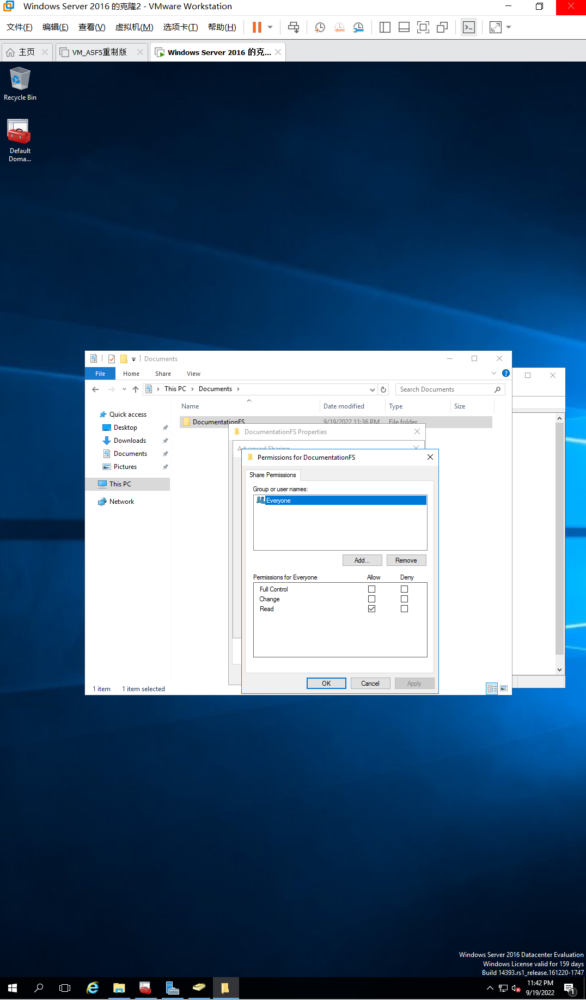 Windows Server 2016 的克隆2 - VMware Workstation
文件(F) 编辑(E) 查看(V) 虚拟机(M) 选项卡(T) 帮助(H)
主页 VM_ASF5重制版 Windows Server 2016 的克...
Recycle Bin
Default
Doma...
Documents
File Home Share View
This PC Documents Search Documents
Name Date modified Type Size
Quick access
Desktop
Downloads
Documents
Pictures
This PC
Network
DocumentationFS 9/19/2022 11:36 PM File folder
DocumentationFS Properties
Advanced Sharing
Permissions for DocumentationFS
Share Permissions
Group or user names:
Everyone
Add... Remove
Permissions for Everyone Allow Deny
Full Control
Change
Read
OK Cancel Apply
1 item 1 item selected
Windows Server 2016 Datacenter Evaluation
Windows License valid for 159 days
Build 14393.rs1_release.161220-1747
11:42 PM
9/19/2022
1